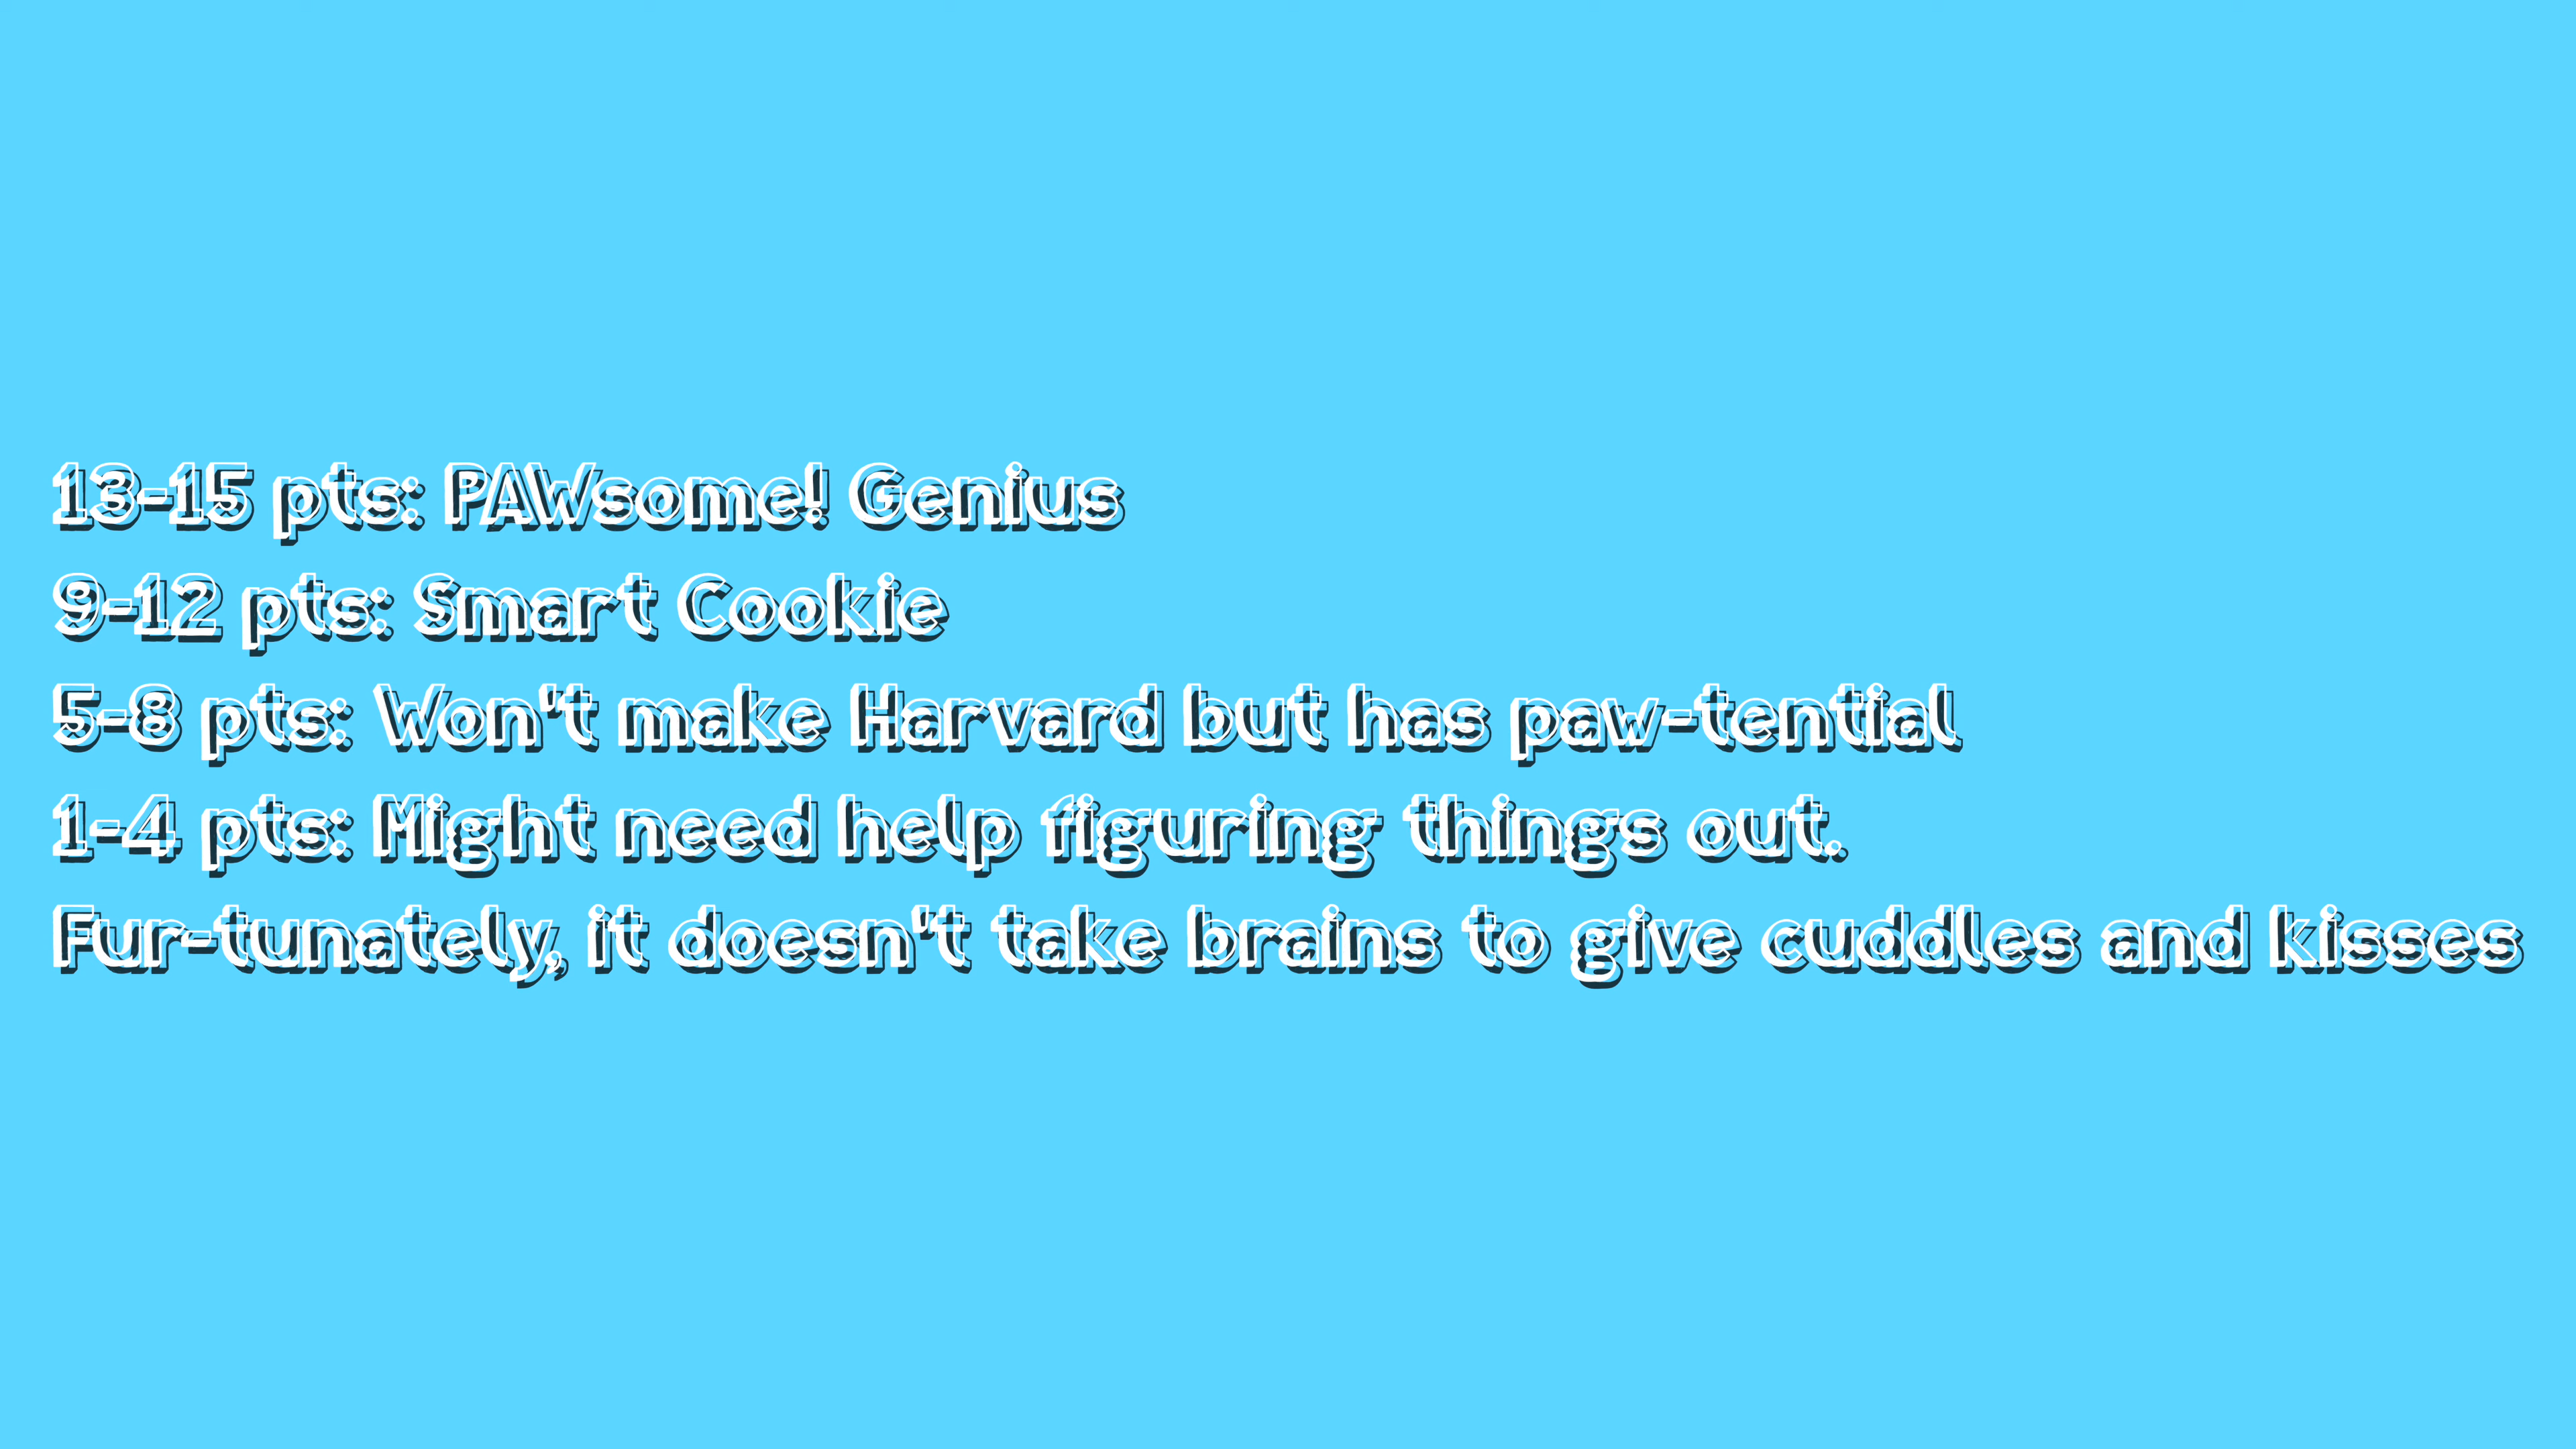 13-15 pts: PAWsome! Genius
9-12 pts: Smart Cookie
5-8 pts: Won't make Harvard but has paw-tential
1-4 pts: Might need help figuring things out.
Fur-tunately, it doesn't take brains to give cuddles and kisses